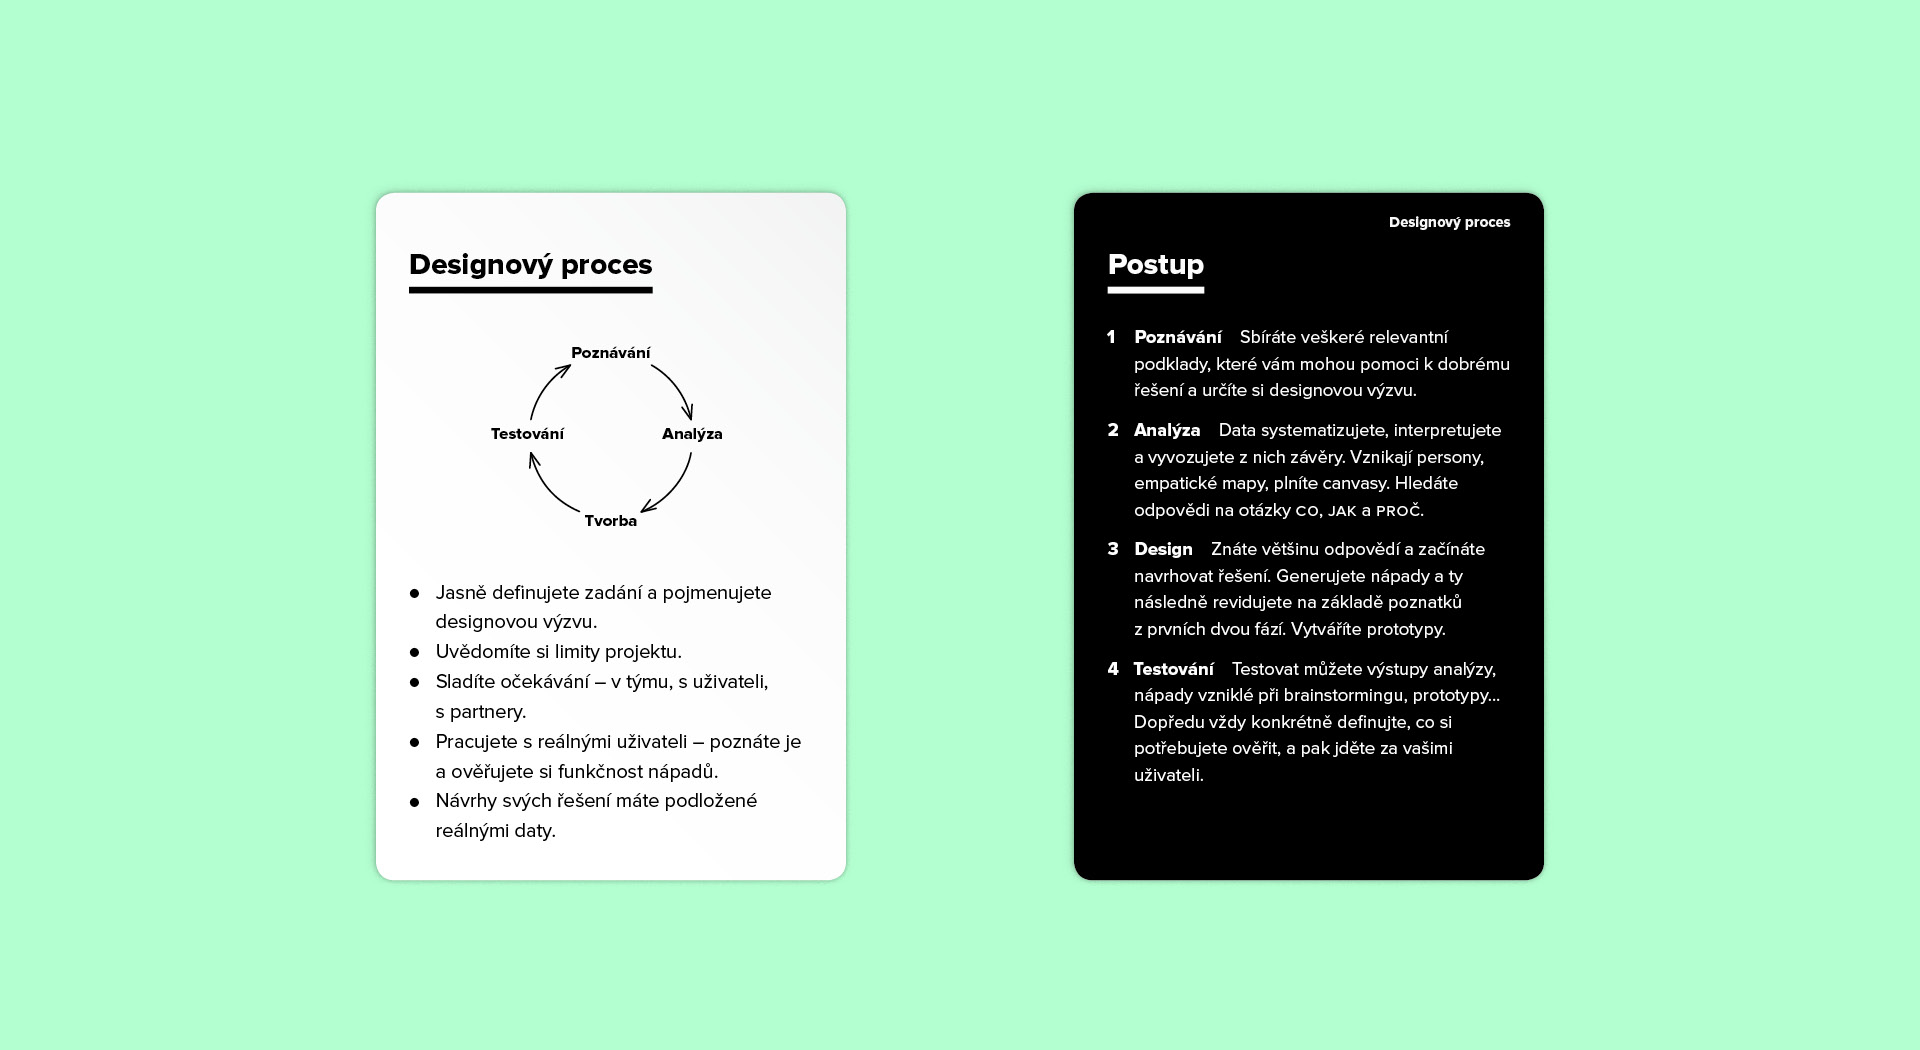 Designový proces
Poznávání
Testování
Analýza
Tvorba
● Jasně definujete zadání a pojmenujete
designovou výzvu.
● Uvědomíte si limity projektu.
● Sladíte očekávání – v týmu, s uživateli,
s partnery.
● Pracujete s reálnými uživateli – poznáte je
a ověřujete si funkčnost nápadů.
● Návrhy svých řešení máte podložené
reálnými daty.
Designový proces
Postup
1 Poznávání Sbíráte veškeré relevantní
podklady, které vám mohou pomoci k dobrému
řešení a určíte si designovou výzvu.
2 Analýza Data systematizujete, interpretujete
a vyvozujete z nich závěry. Vznikají persony,
empatické mapy, plníte canvasy. Hledáte
odpovědi na otázky CO, JAK a PROČ.
3 Design Znáte většinu odpovědí a začínáte
navrhovat řešení. Generujete nápady a ty
následně revidujete na základě poznatků
z prvních dvou fází. Vytváříte prototypy.
4 Testování Testovat můžete výstupy analýzy,
nápady vzniklé při brainstormingu, prototypy…
Dopředu vždy konkrétně definujte, co si
potřebujete ověřit, a pak jděte za vašimi
uživateli.